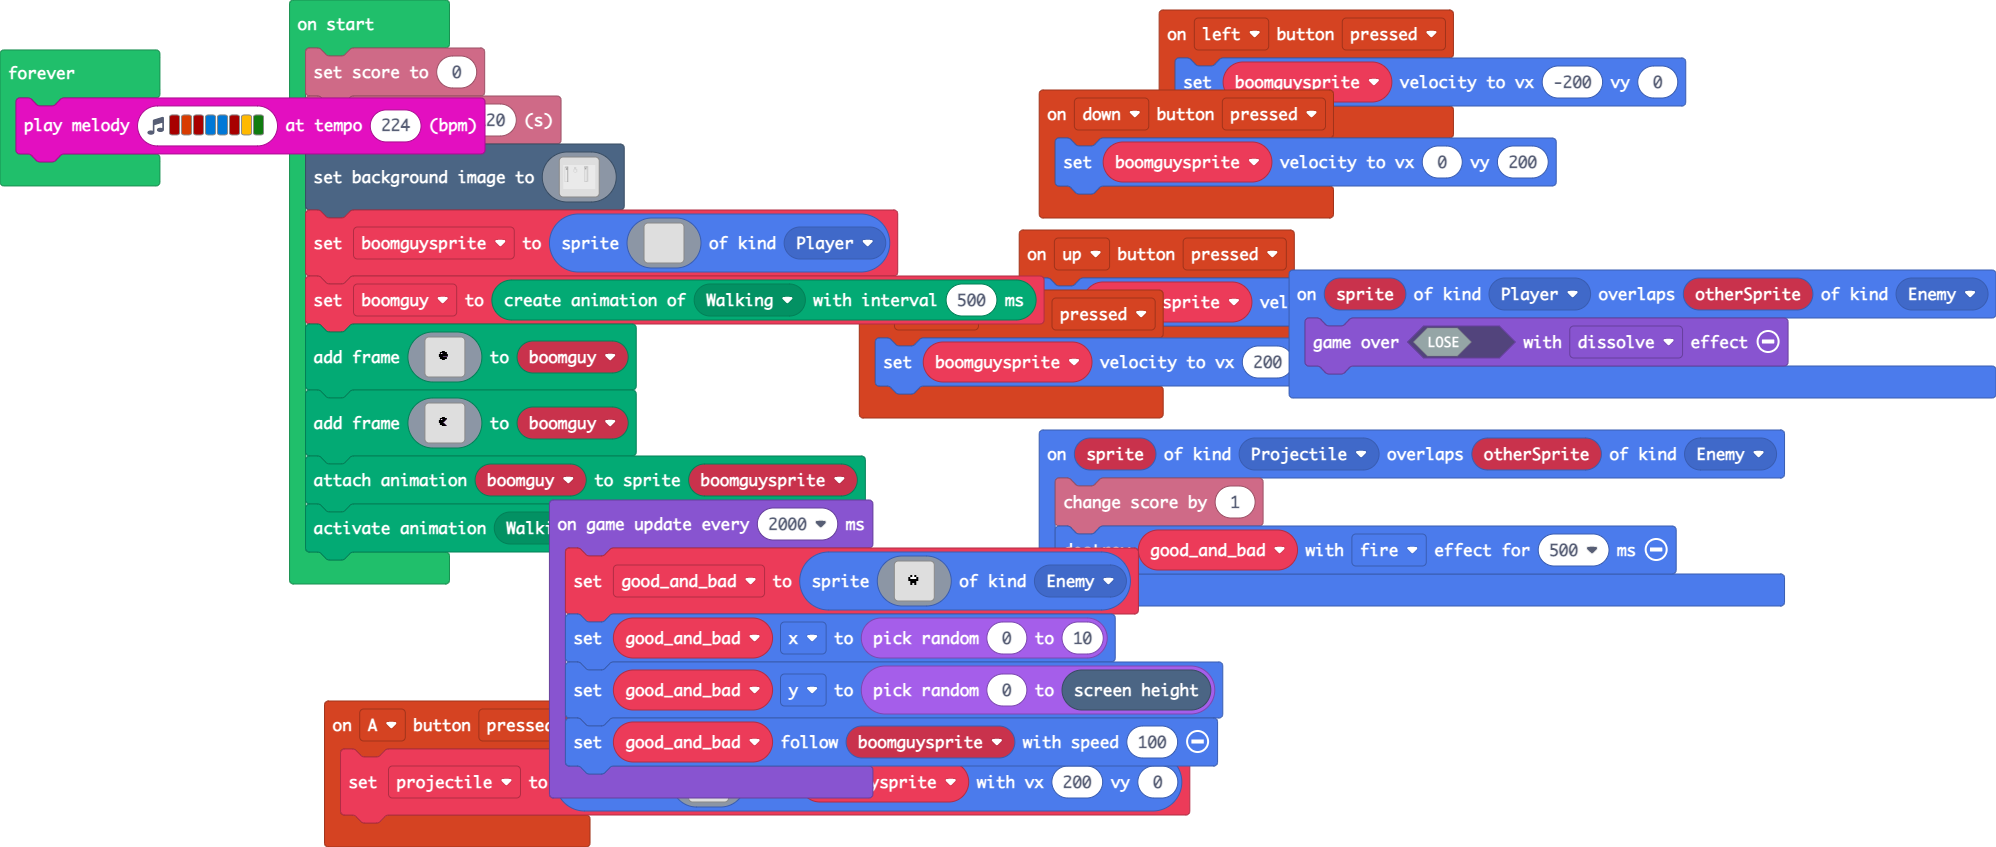 forever
play melody at tempo 224 (bpm)
on start
set score to 0
20 (s)
set background image to
set boomguysprite to sprite of kind Player
set boomguy to create animation of Walking with interval 500 ms
add frame to boomguy
add frame to boomguy
attach animation boomguy to sprite boomguysprite
activate animation
on game update every 2000 ms
set good_and_bad to sprite of kind Enemy
set good_and_bad x to pick random 0 to 10
set good_and_bad y to pick random 0 to screen height
set good_and_bad follow boomguysprite with speed 100
on A button pressed
set projectile to with vx 200 vy 0
on left button pressed
set boomguysprite velocity to vx -200 vy 0
on down button pressed
set boomguysprite velocity to vx 0 vy 200
on up button pressed
pressed
set boomguysprite velocity to vx 200
on sprite of kind Player overlaps otherSprite of kind Enemy
game over LOSE with dissolve effect
on sprite of kind Projectile overlaps otherSprite of kind Enemy
change score by 1
good_and_bad with fire effect for 500 ms